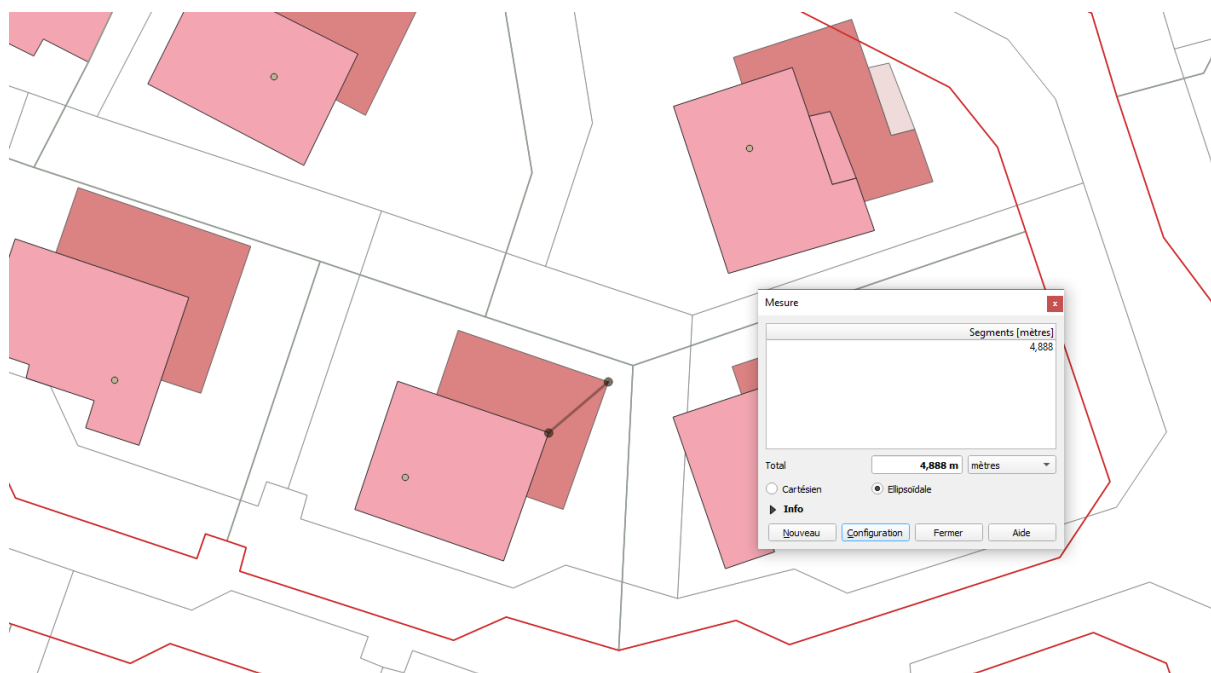 Mesure
x
Segments [mètres]
4,888
Total
4,888 m
mètres
Cartésien
Ellipsoïdale
Info
Nouveau
Configuration
Fermer
Aide